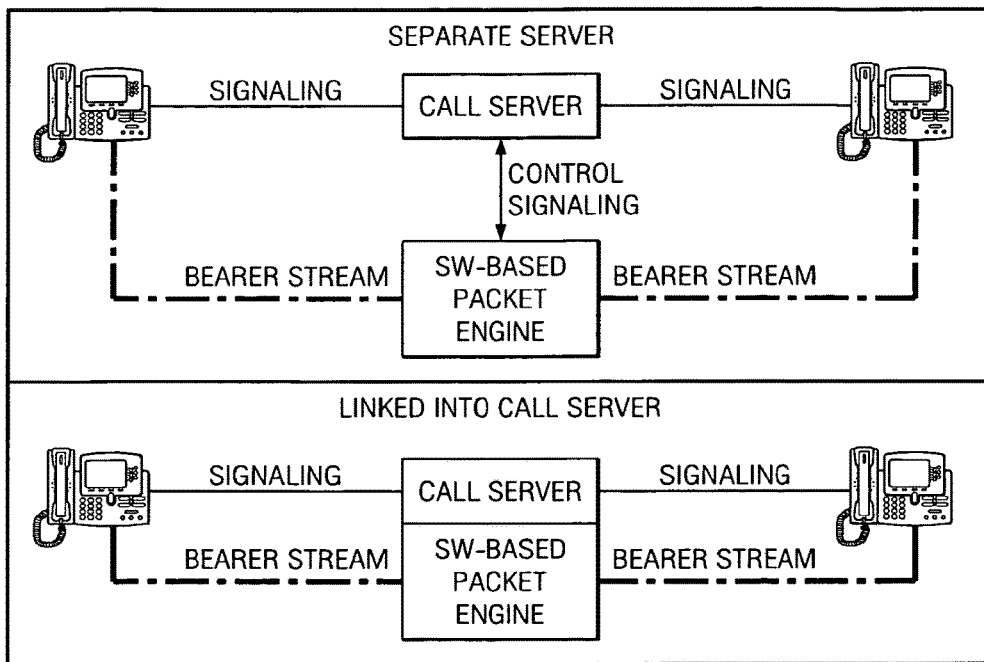 SEPARATE SERVER
SIGNALING
CALL SERVER
SIGNALING
CONTROL
SIGNALING
BEARER STREAM
SW-BASED
PACKET
ENGINE
BEARER STREAM
LINKED INTO CALL SERVER
SIGNALING
CALL SERVER
SIGNALING
BEARER STREAM
SW-BASED
PACKET
ENGINE
BEARER STREAM